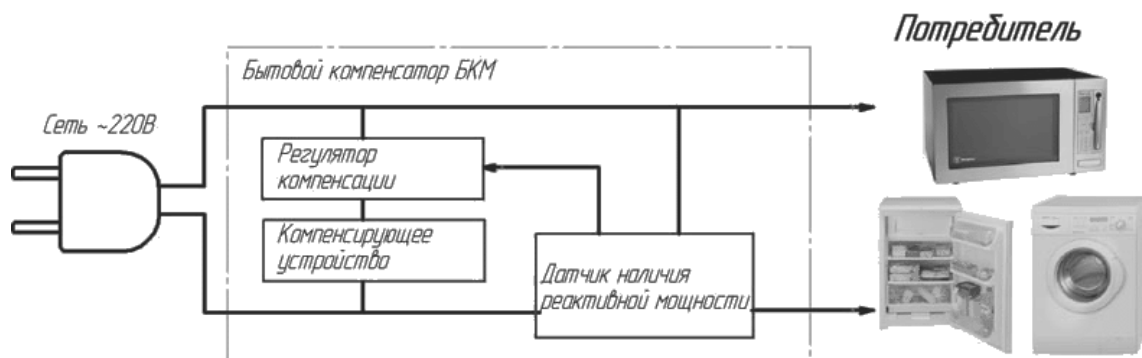 Потребитель
Бытовой компенсатор БКМ
Сеть ~220В
Регулятор
компенсации
Компенсирующее
устройство
Датчик наличия
реактивной мощности